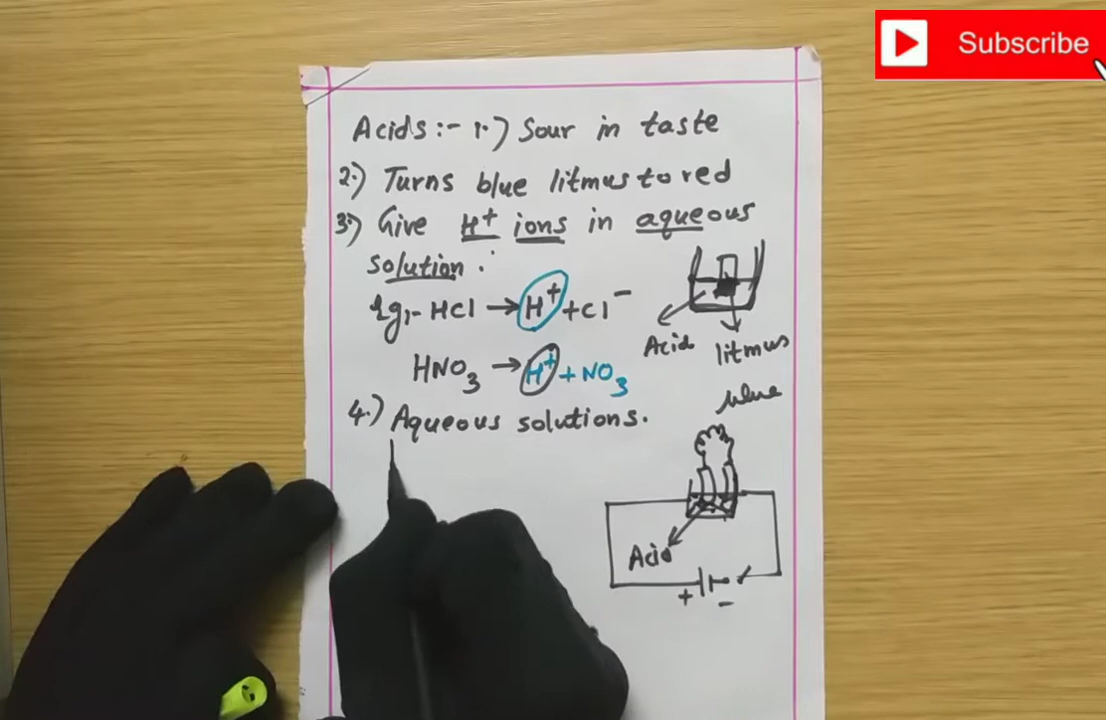 Subscribe
Acids :- 1.) Sour in taste
2.) Turns blue litmus to red
3.) Give H+ ions in aqueous
solution.
Eg,- HCl → H+ + Cl-
HNO3 → H+ + NO3
Acid litmus
blue
4.) Aqueous solutions.
Acid
+ -